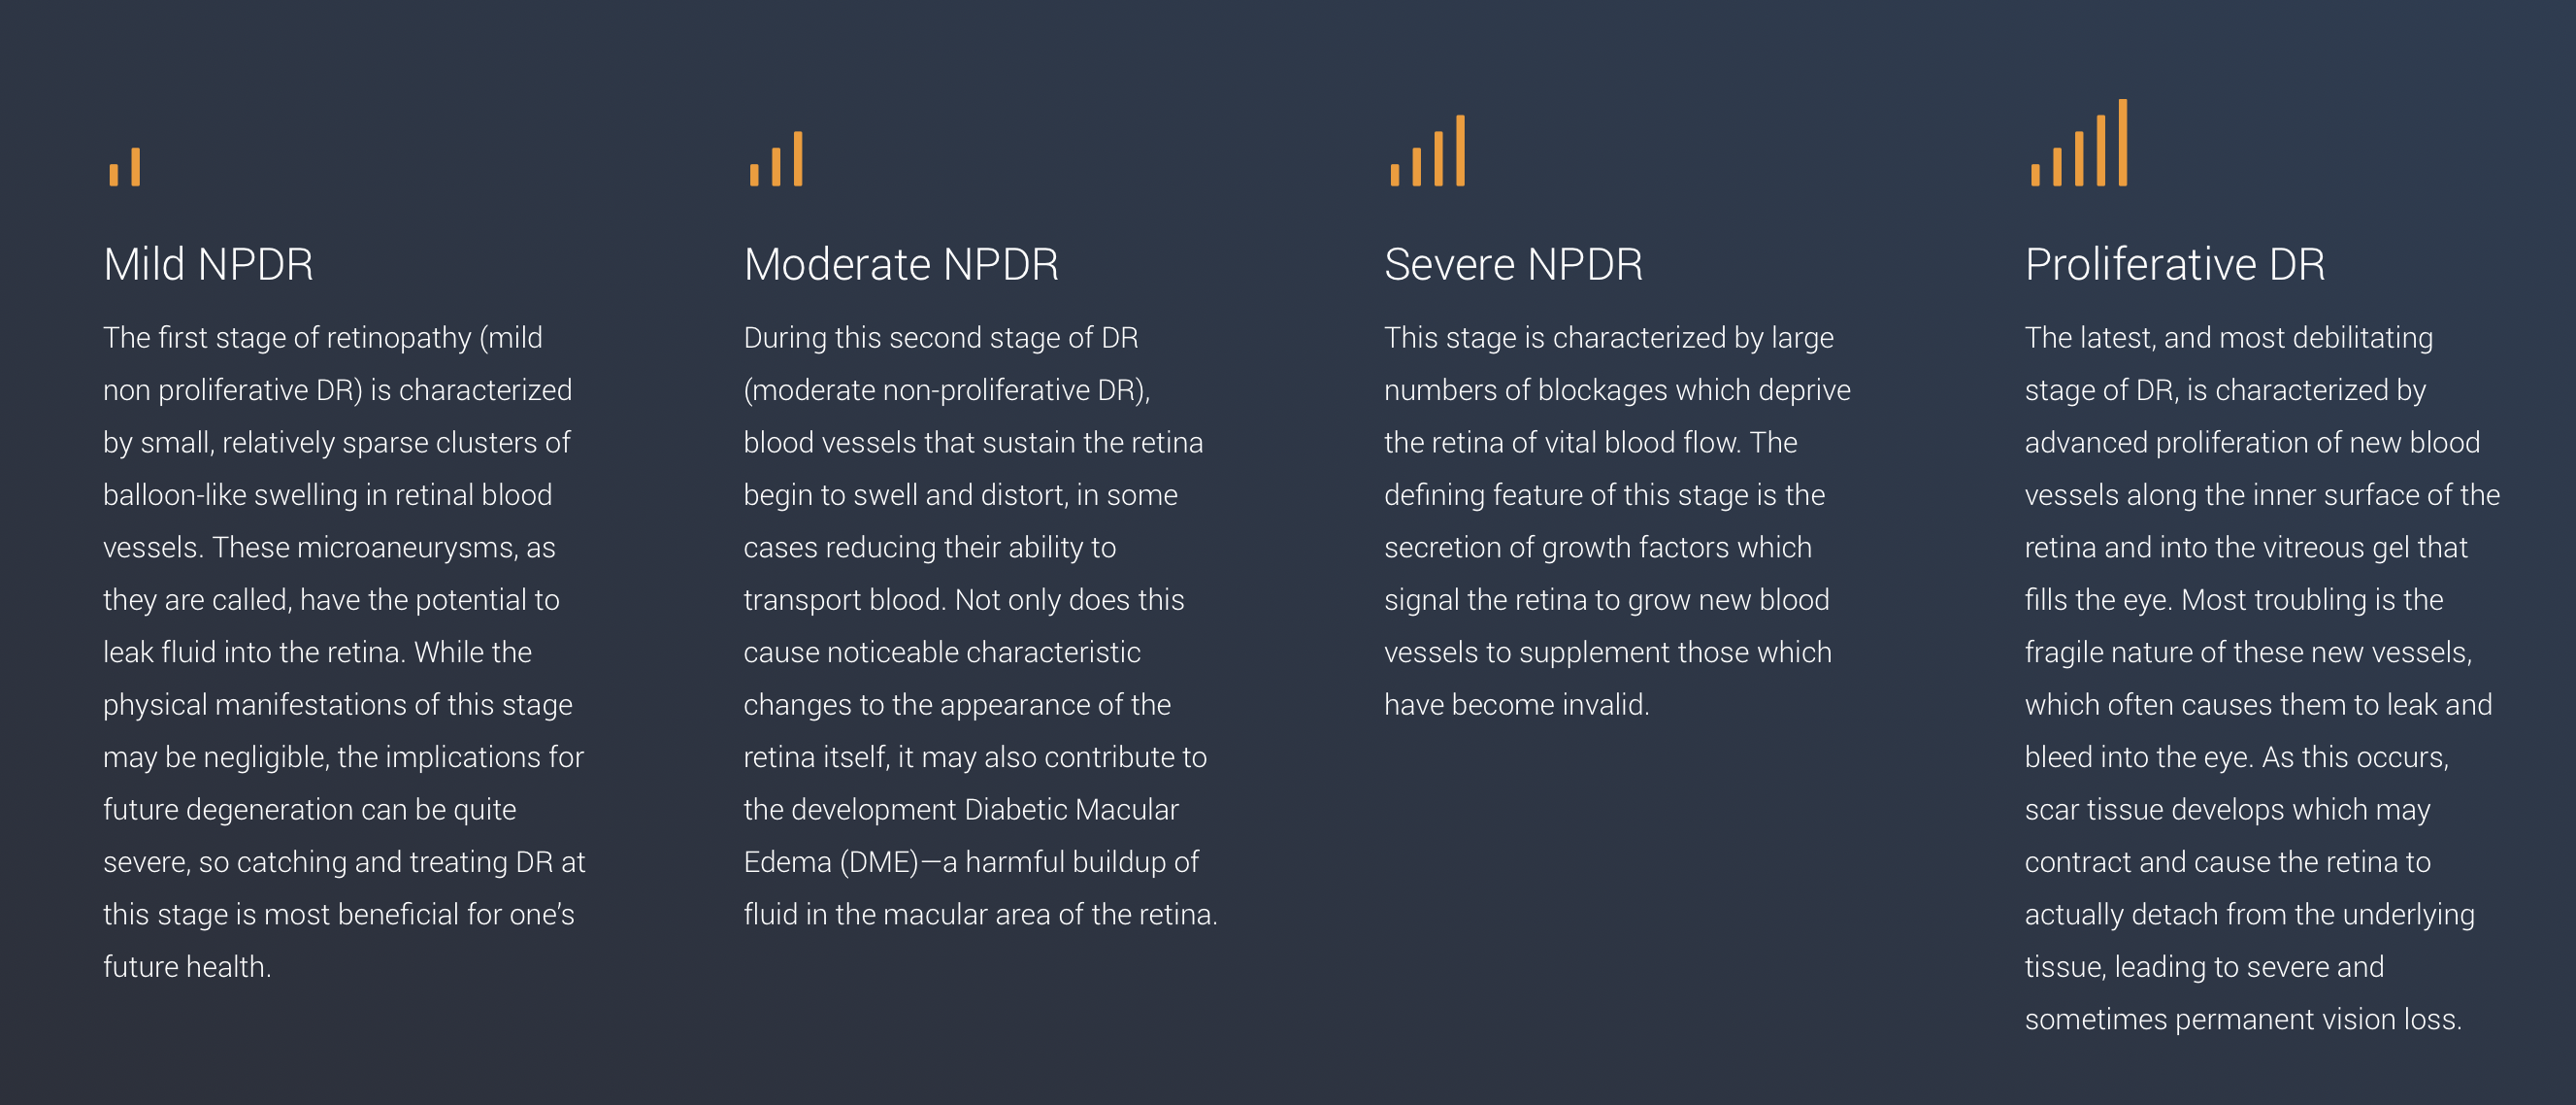 Mild NPDR
The first stage of retinopathy (mild
non proliferative DR) is characterized
by small, relatively sparse clusters of
balloon-like swelling in retinal blood
vessels. These microaneurysms, as
they are called, have the potential to
leak fluid into the retina. While the
physical manifestations of this stage
may be negligible, the implications for
future degeneration can be quite
severe, so catching and treating DR at
this stage is most beneficial for one’s
future health.
Moderate NPDR
During this second stage of DR
(moderate non-proliferative DR),
blood vessels that sustain the retina
begin to swell and distort, in some
cases reducing their ability to
transport blood. Not only does this
cause noticeable characteristic
changes to the appearance of the
retina itself, it may also contribute to
the development Diabetic Macular
Edema (DME)—a harmful buildup of
fluid in the macular area of the retina.
Severe NPDR
This stage is characterized by large
numbers of blockages which deprive
the retina of vital blood flow. The
defining feature of this stage is the
secretion of growth factors which
signal the retina to grow new blood
vessels to supplement those which
have become invalid.
Proliferative DR
The latest, and most debilitating
stage of DR, is characterized by
advanced proliferation of new blood
vessels along the inner surface of the
retina and into the vitreous gel that
fills the eye. Most troubling is the
fragile nature of these new vessels,
which often causes them to leak and
bleed into the eye. As this occurs,
scar tissue develops which may
contract and cause the retina to
actually detach from the underlying
tissue, leading to severe and
sometimes permanent vision loss.